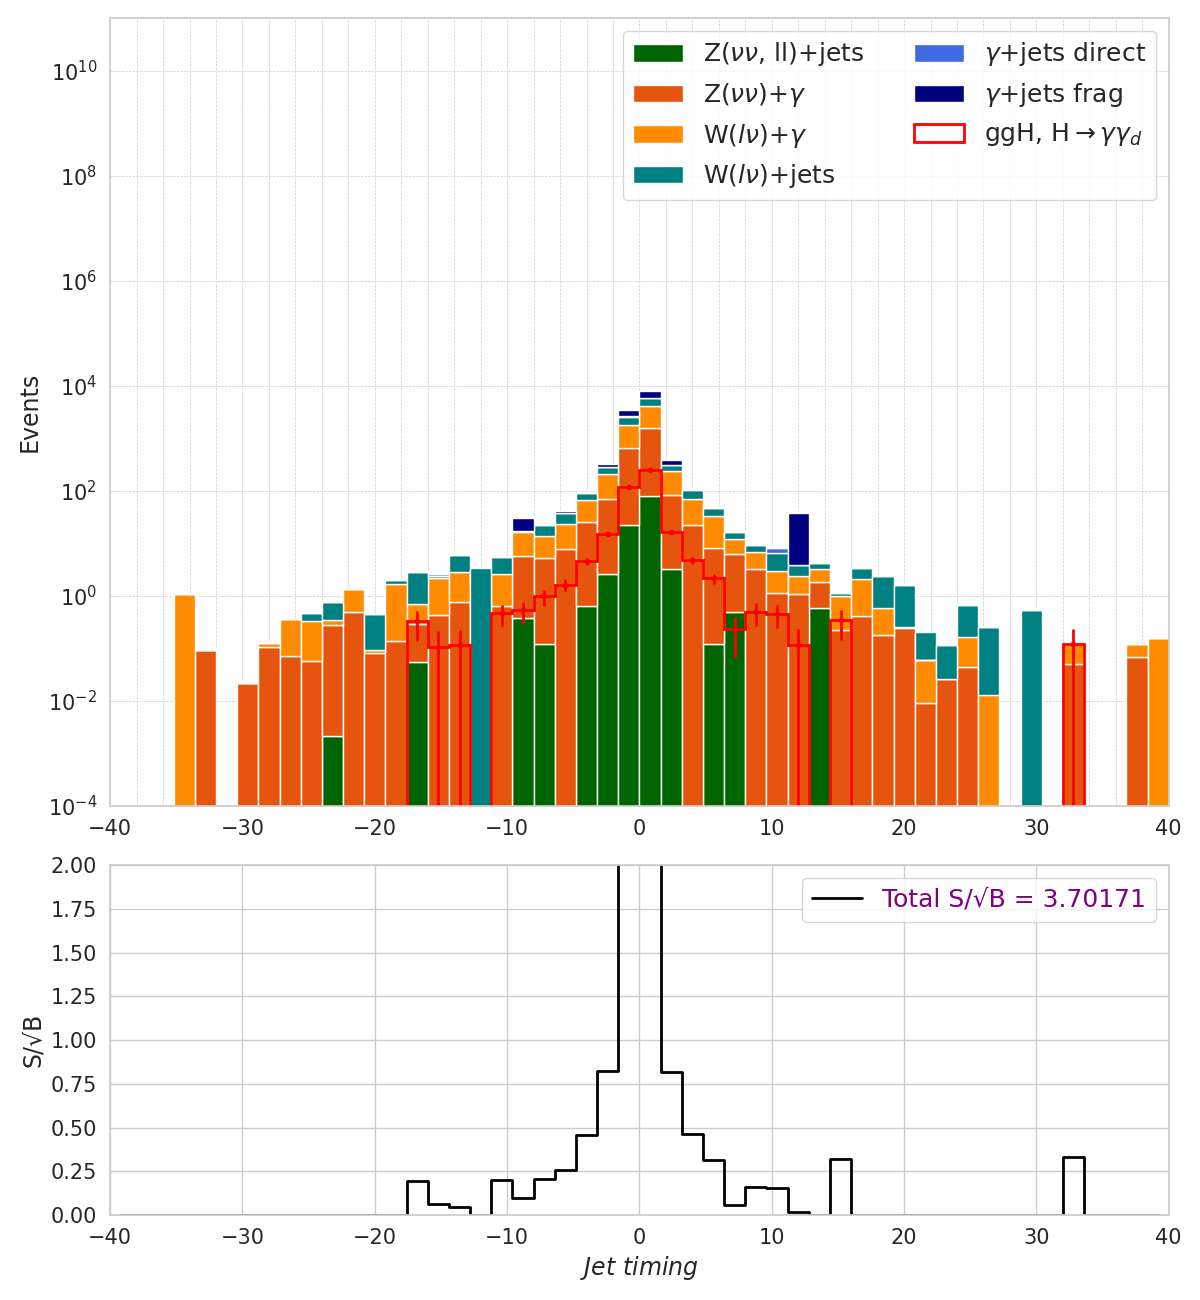 Z(νν, ll)+jets
Z(νν)+γ
W(lν)+γ
W(lν)+jets
γ+jets direct
γ+jets frag
ggH, H→γγ_d
Events
10^10
10^8
10^6
10^4
10^2
10^0
10^−2
10^−4
−40 −30 −20 −10 0 10 20 30 40
Total S/√B = 3.70171
S/√B
2.00
1.75
1.50
1.25
1.00
0.75
0.50
0.25
0.00
−40 −30 −20 −10 0 10 20 30 40
Jet timing